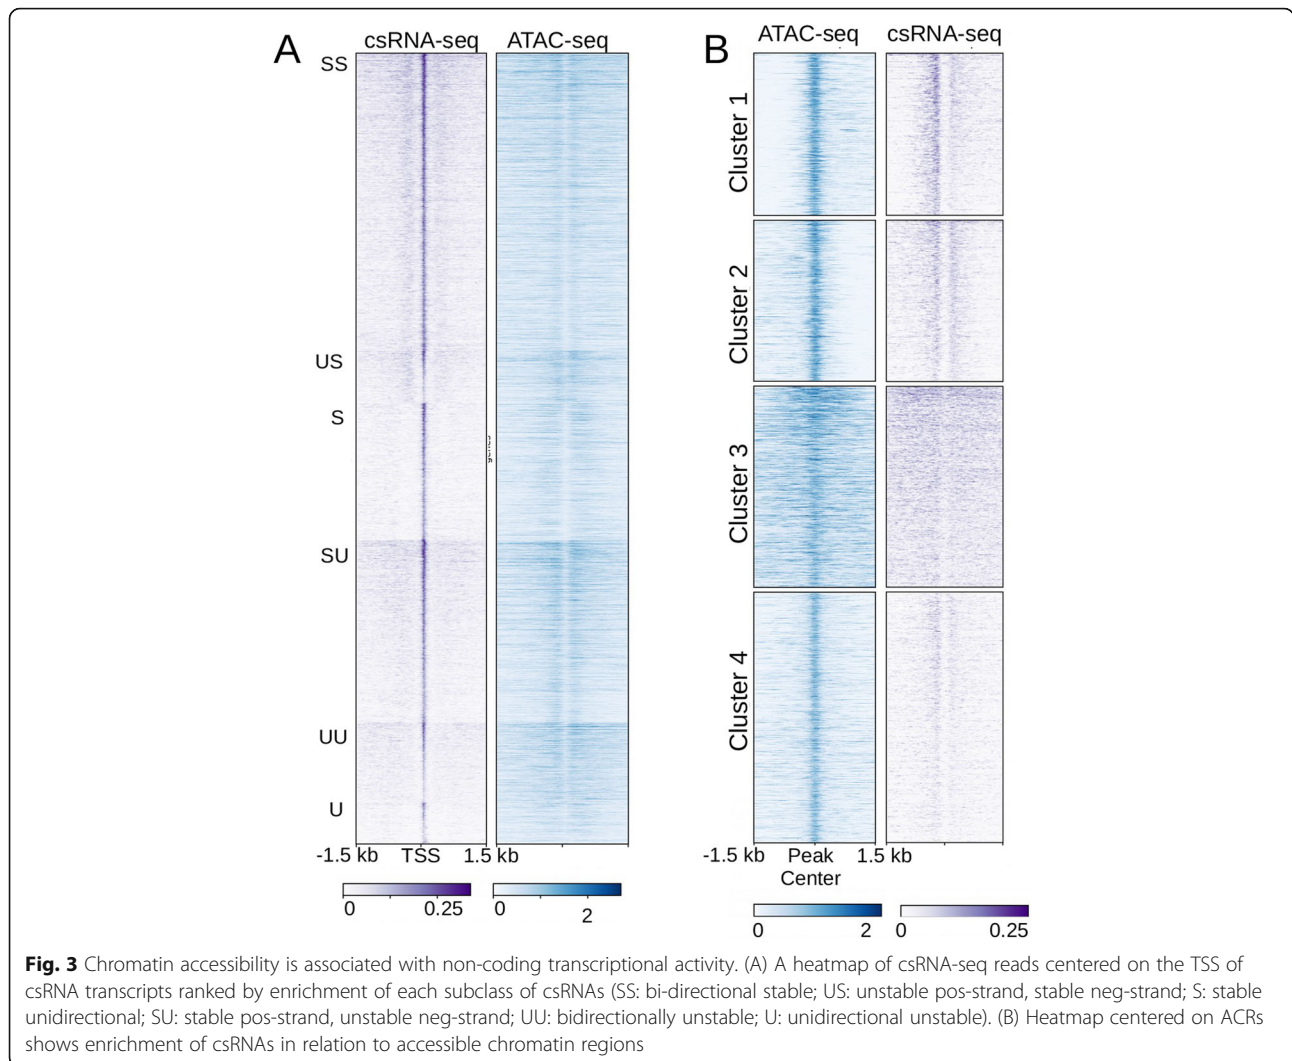 A
csRNA-seq
ATAC-seq
SS
US
S
SU
UU
U
-1.5 kb
TSS
1.5 kb
0
0.25
0
2
B
ATAC-seq
csRNA-seq
Cluster 1
Cluster 2
Cluster 3
Cluster 4
-1.5 kb
Peak
Center
1.5 kb
0
2
0
0.25
Fig. 3 Chromatin accessibility is associated with non-coding transcriptional activity. (A) A heatmap of csRNA-seq reads centered on the TSS of
csRNA transcripts ranked by enrichment of each subclass of csRNAs (SS: bi-directional stable; US: unstable pos-strand, stable neg-strand; S: stable
unidirectional; SU: stable pos-strand, unstable neg-strand; UU: bidirectionally unstable; U: unidirectional unstable). (B) Heatmap centered on ACRs
shows enrichment of csRNAs in relation to accessible chromatin regions